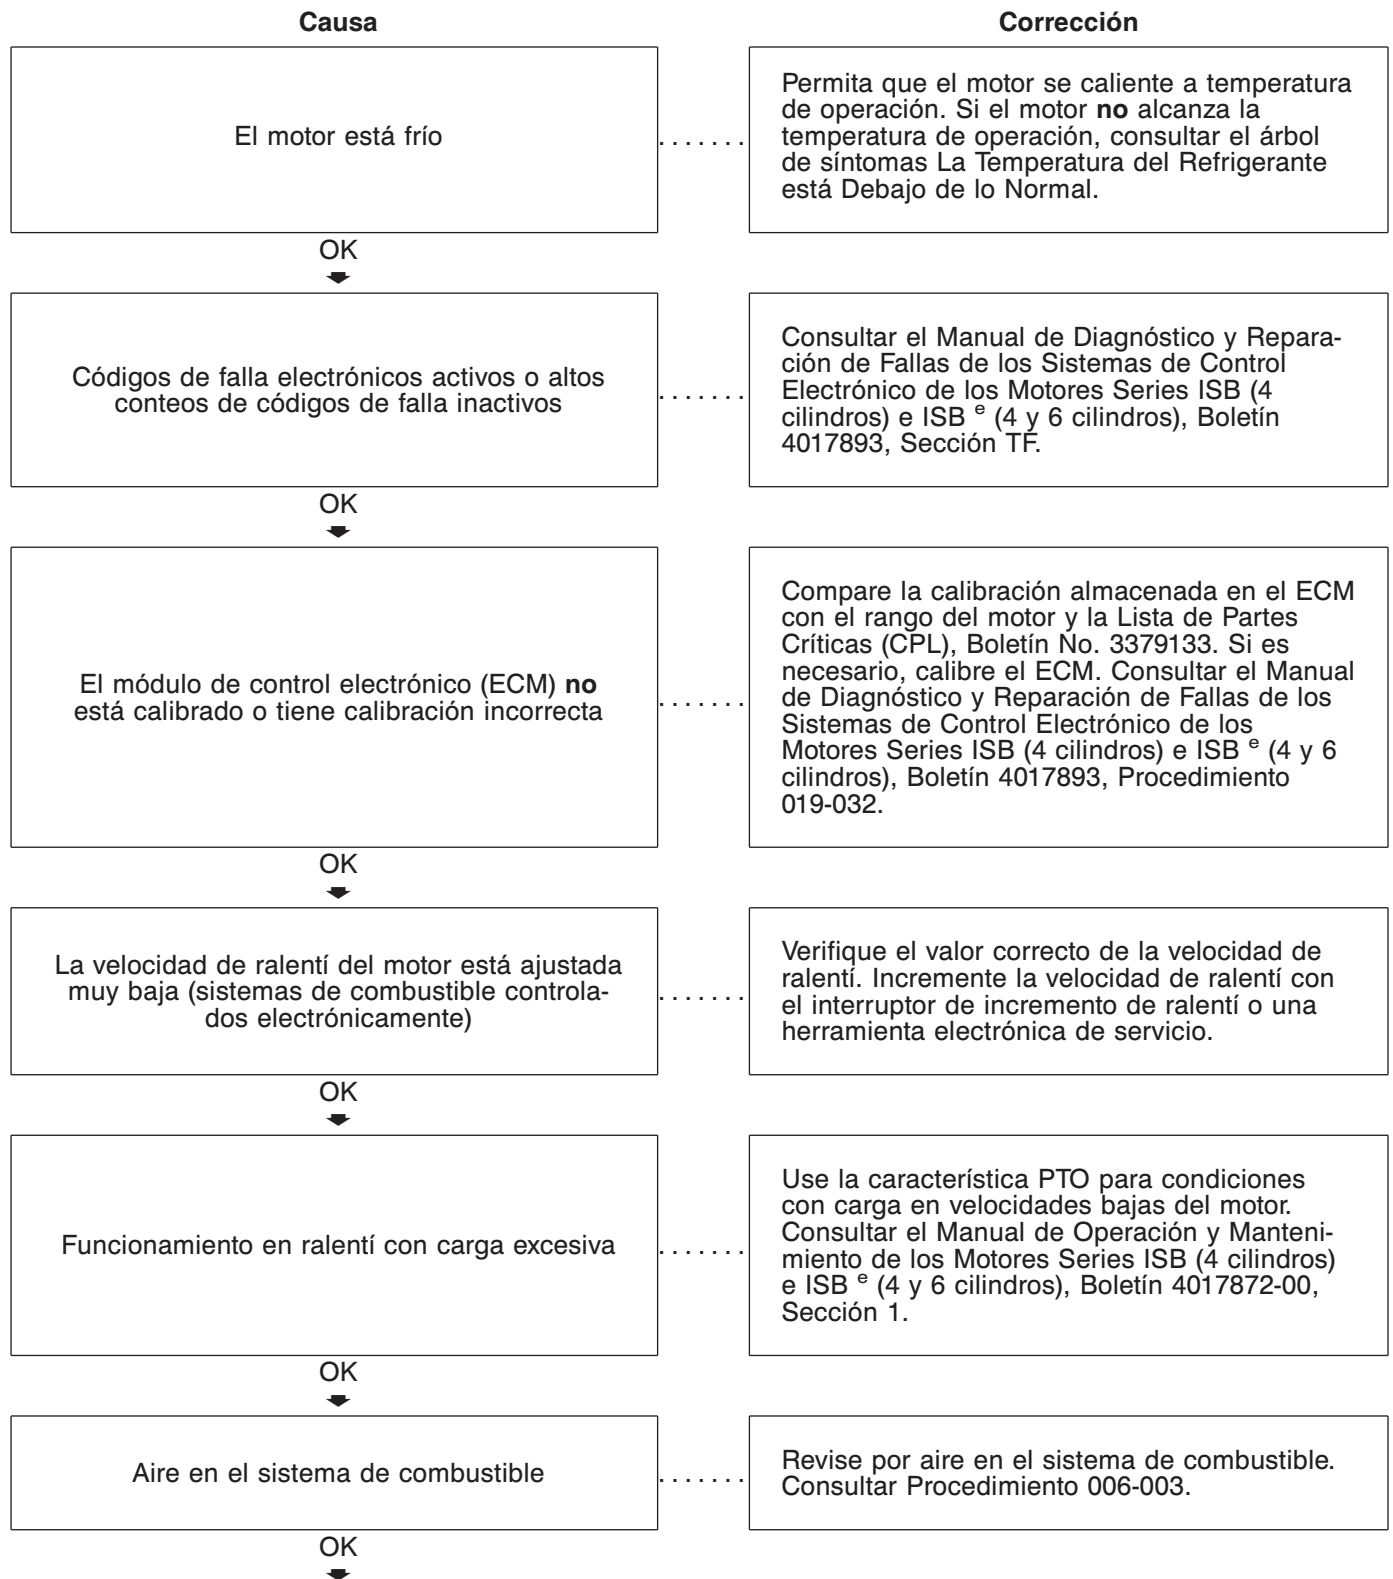 Causa
Corrección
El motor está frío
. . . . . . .
Permita que el motor se caliente a temperatura
de operación. Si el motor no alcanza la
temperatura de operación, consultar el árbol
de síntomas La Temperatura del Refrigerante
está Debajo de lo Normal.
OK
Códigos de falla electrónicos activos o altos
conteos de códigos de falla inactivos
. . . . . . .
Consultar el Manual de Diagnóstico y Repara-
ción de Fallas de los Sistemas de Control
Electrónico de los Motores Series ISB (4
cilindros) e ISB e (4 y 6 cilindros), Boletín
4017893, Sección TF.
OK
El módulo de control electrónico (ECM) no
está calibrado o tiene calibración incorrecta
. . . . . . .
Compare la calibración almacenada en el ECM
con el rango del motor y la Lista de Partes
Críticas (CPL), Boletín No. 3379133. Si es
necesario, calibre el ECM. Consultar el Manual
de Diagnóstico y Reparación de Fallas de los
Sistemas de Control Electrónico de los
Motores Series ISB (4 cilindros) e ISB e (4 y 6
cilindros), Boletín 4017893, Procedimiento
019-032.
OK
La velocidad de ralentí del motor está ajustada
muy baja (sistemas de combustible controla-
dos electrónicamente)
. . . . . . .
Verifique el valor correcto de la velocidad de
ralentí. Incremente la velocidad de ralentí con
el interruptor de incremento de ralentí o una
herramienta electrónica de servicio.
OK
Funcionamiento en ralentí con carga excesiva
. . . . . . .
Use la característica PTO para condiciones
con carga en velocidades bajas del motor.
Consultar el Manual de Operación y Manteni-
miento de los Motores Series ISB (4 cilindros)
e ISB e (4 y 6 cilindros), Boletín 4017872-00,
Sección 1.
OK
Aire en el sistema de combustible
. . . . . . .
Revise por aire en el sistema de combustible.
Consultar Procedimiento 006-003.
OK